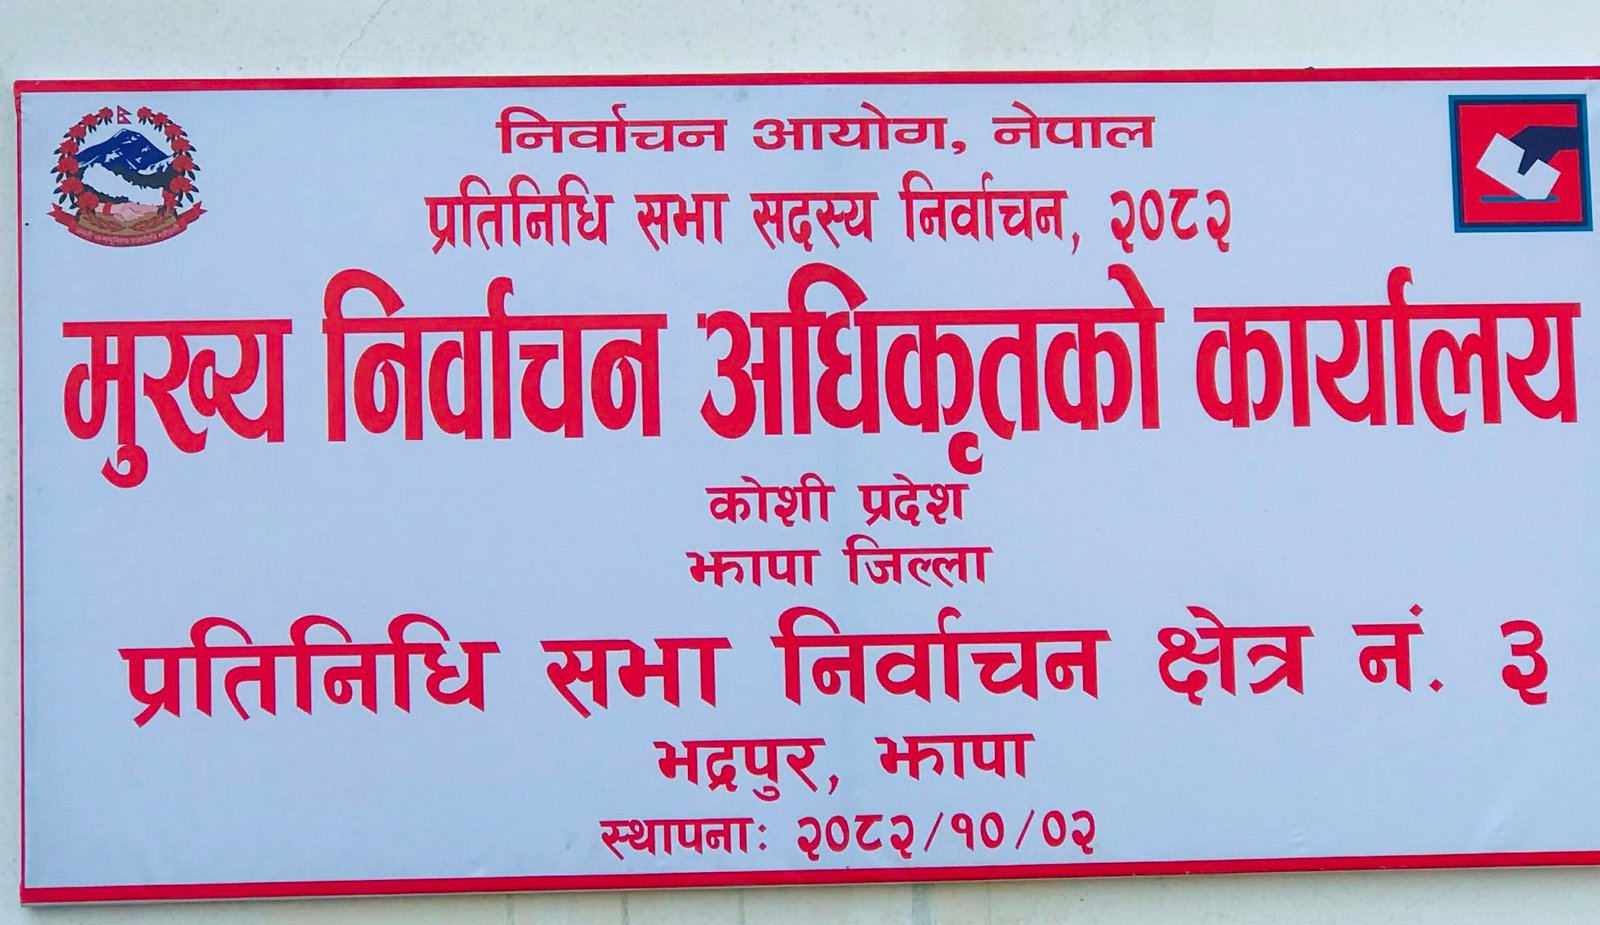 निर्वाचन आयोग, नेपाल
प्रतिनिधि सभा सदस्य निर्वाचन, २०८२
मुख्य निर्वाचन अधिकृतको कार्यालय
कोशी प्रदेश
झापा जिल्ला
प्रतिनिधि सभा निर्वाचन क्षेत्र नं. ३
भद्रपुर, झापा
स्थापनाः २०८२/१०/०२